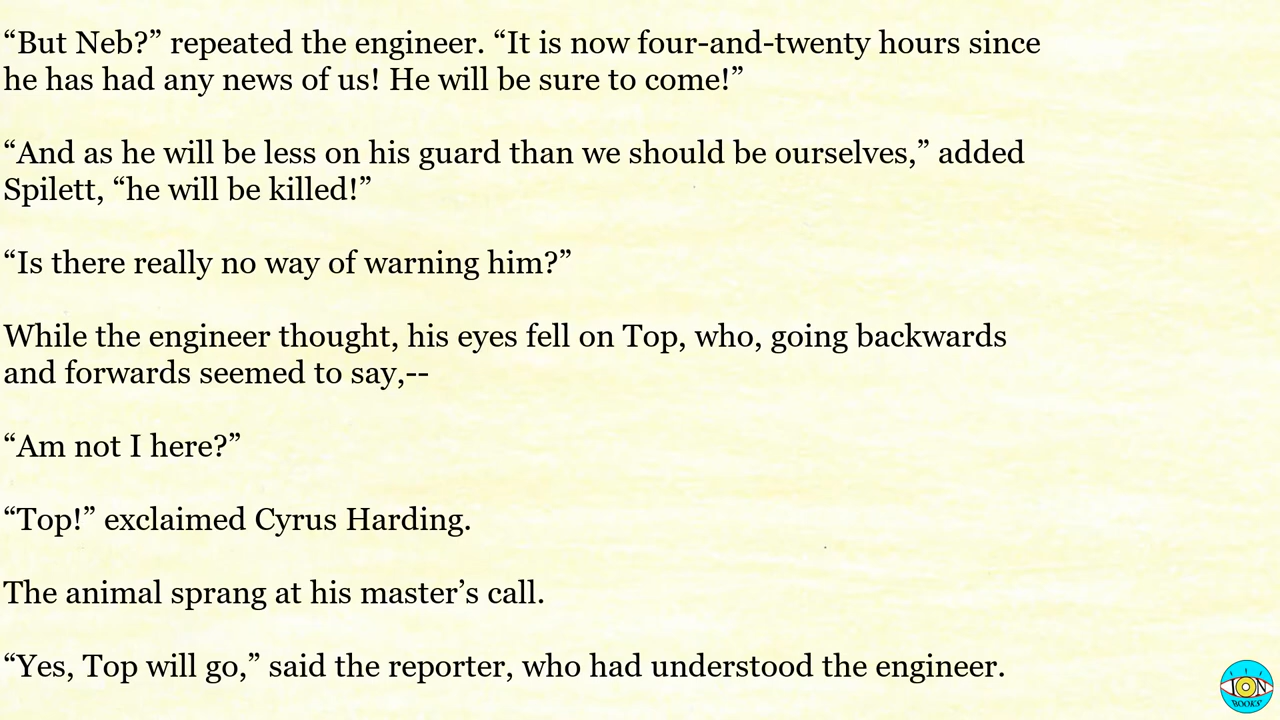 “But Neb?” repeated the engineer. “It is now four-and-twenty hours since
he has had any news of us! He will be sure to come!”
“And as he will be less on his guard than we should be ourselves,” added
Spilett, “he will be killed!”
“Is there really no way of warning him?”
While the engineer thought, his eyes fell on Top, who, going backwards
and forwards seemed to say,--
“Am not I here?”
“Top!” exclaimed Cyrus Harding.
The animal sprang at his master’s call.
“Yes, Top will go,” said the reporter, who had understood the engineer.
ION
BOOKS